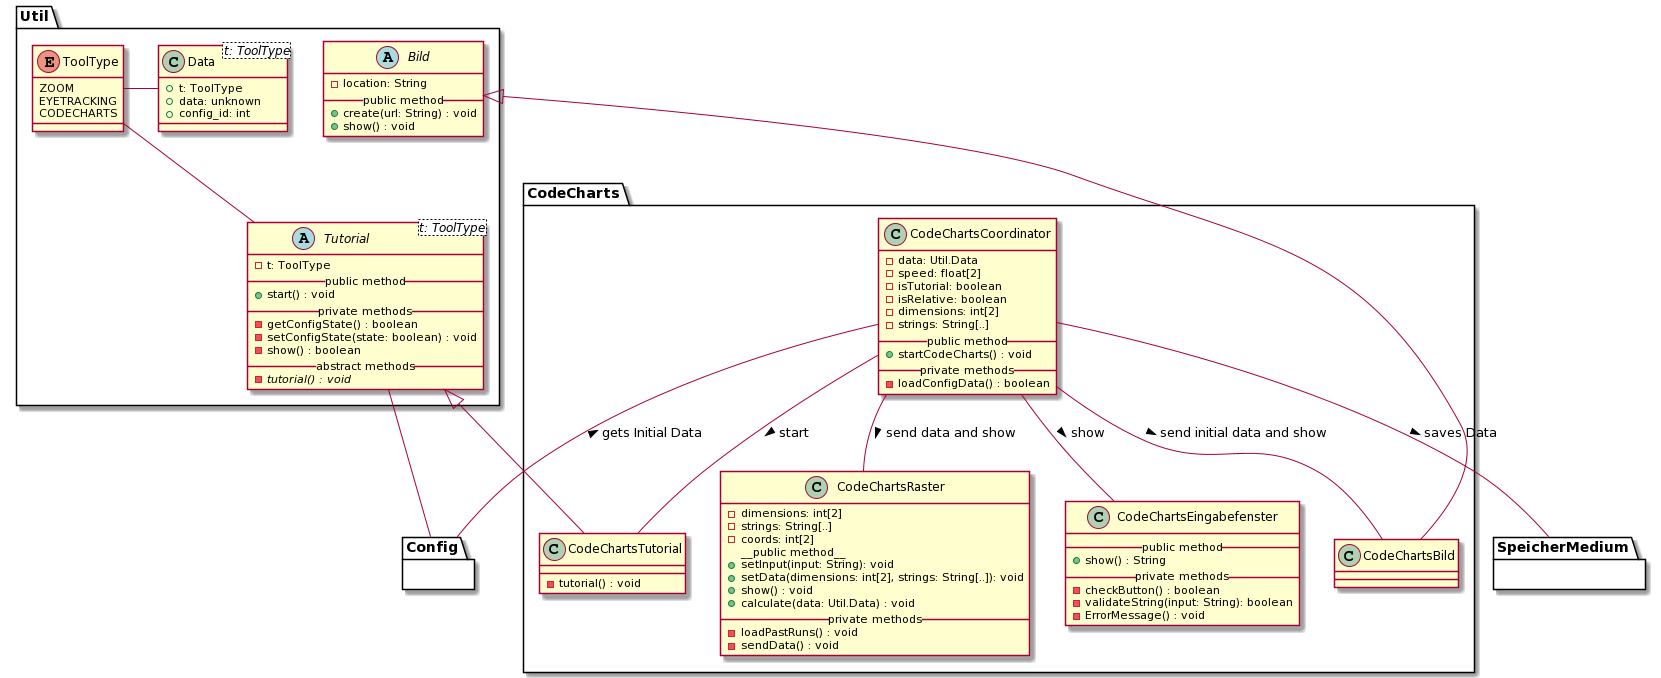 Util
E ToolType
ZOOM
EYETRACKING
CODECHARTS
C Data
t: ToolType
t: ToolType
data: unknown
config_id: int
A Bild
location: String
public method
create(url: String) : void
show() : void
A Tutorial
t: ToolType
t: ToolType
public method
start() : void
private methods
getConfigState() : boolean
setConfigState(state: boolean) : void
show() : boolean
abstract methods
tutorial() : void
CodeCharts
C CodeChartsCoordinator
data: Util.Data
speed: float[2]
isTutorial: boolean
isRelative: boolean
dimensions: int[2]
strings: String[..]
public method
startCodeCharts() : void
private methods
loadConfigData() : boolean
gets Initial Data
start
send data and show
show
send initial data and show
saves Data
Config
C CodeChartsTutorial
tutorial() : void
C CodeChartsRaster
dimensions: int[2]
strings: String[..]
coords: int[2]
__public method__
setInput(input: String): void
setData(dimensions: int[2], strings: String[..]): void
show() : void
calculate(data: Util.Data) : void
private methods
loadPastRuns() : void
sendData() : void
C CodeChartsEingabefenster
public method
show() : String
private methods
checkButton() : boolean
validateString(input: String): boolean
ErrorMessage() : void
C CodeChartsBild
SpeicherMedium